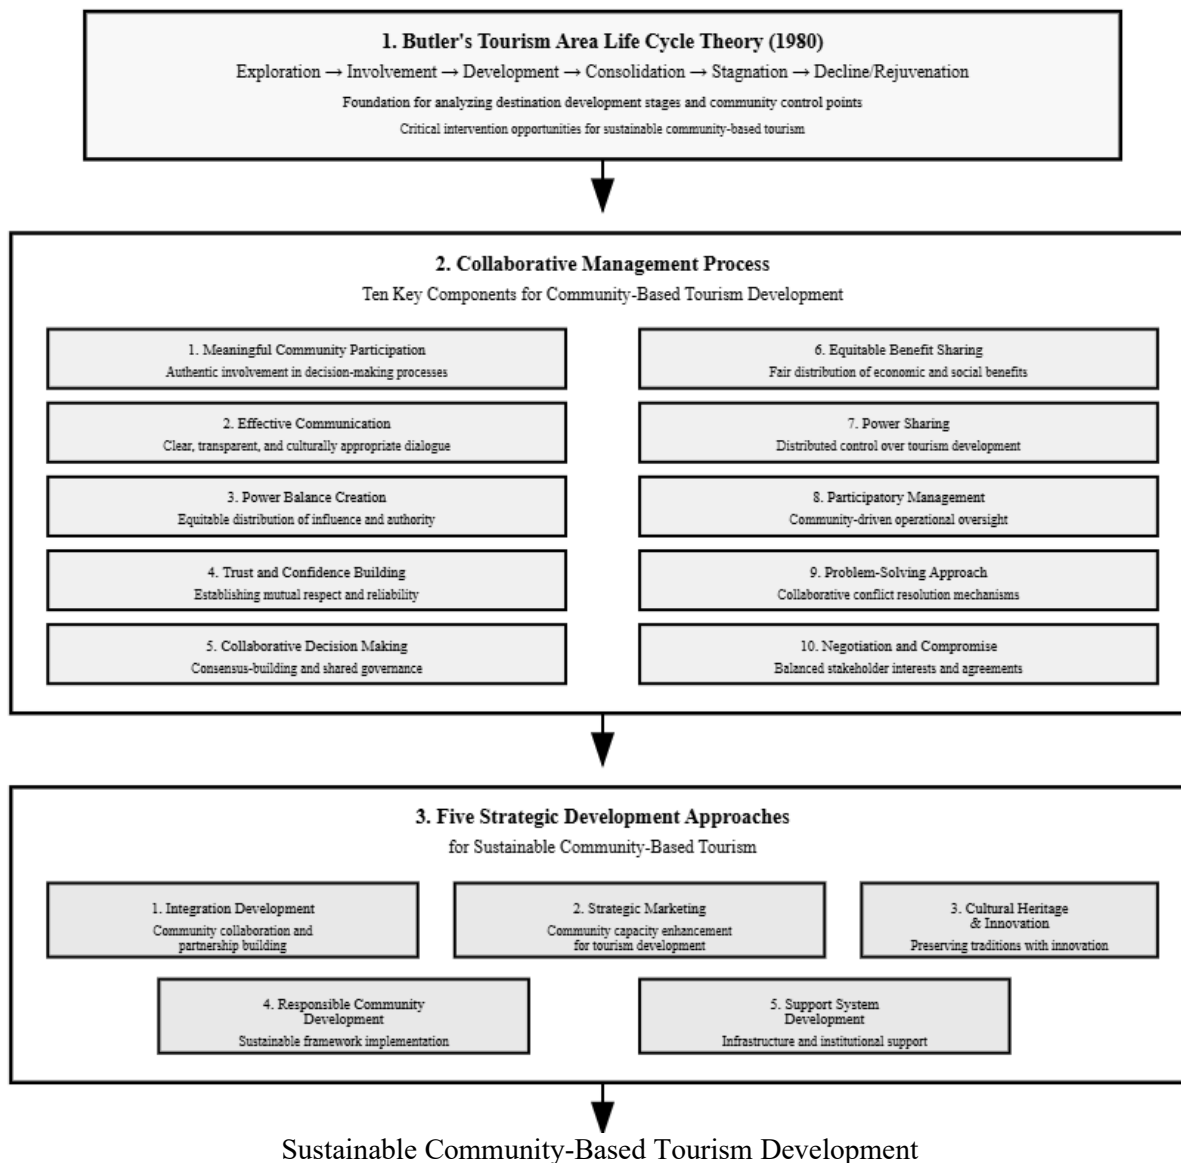 1. Butler's Tourism Area Life Cycle Theory (1980)
Exploration → Involvement → Development → Consolidation → Stagnation → Decline/Rejuvenation
Foundation for analyzing destination development stages and community control points
Critical intervention opportunities for sustainable community-based tourism
2. Collaborative Management Process
Ten Key Components for Community-Based Tourism Development
1. Meaningful Community Participation
Authentic involvement in decision-making processes
2. Effective Communication
Clear, transparent, and culturally appropriate dialogue
3. Power Balance Creation
Equitable distribution of influence and authority
4. Trust and Confidence Building
Establishing mutual respect and reliability
5. Collaborative Decision Making
Consensus-building and shared governance
6. Equitable Benefit Sharing
Fair distribution of economic and social benefits
7. Power Sharing
Distributed control over tourism development
8. Participatory Management
Community-driven operational oversight
9. Problem-Solving Approach
Collaborative conflict resolution mechanisms
10. Negotiation and Compromise
Balanced stakeholder interests and agreements
3. Five Strategic Development Approaches
for Sustainable Community-Based Tourism
1. Integration Development
Community collaboration and
partnership building
2. Strategic Marketing
Community capacity enhancement
for tourism development
3. Cultural Heritage
& Innovation
Preserving traditions with innovation
4. Responsible Community
Development
Sustainable framework implementation
5. Support System
Development
Infrastructure and institutional support
Sustainable Community-Based Tourism Development